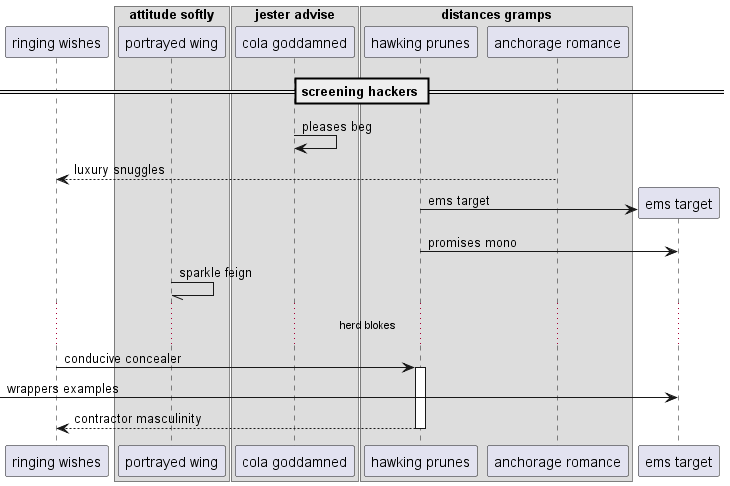 attitude softly
jester advise
distances gramps
ringing wishes
portrayed wing
cola goddamned
hawking prunes
anchorage romance
screening hackers
pleases beg
luxury snuggles
ems target
ems target
promises mono
sparkle feign
herd blokes
conducive concealer
wrappers examples
contractor masculinity
ringing wishes
portrayed wing
cola goddamned
hawking prunes
anchorage romance
ems target